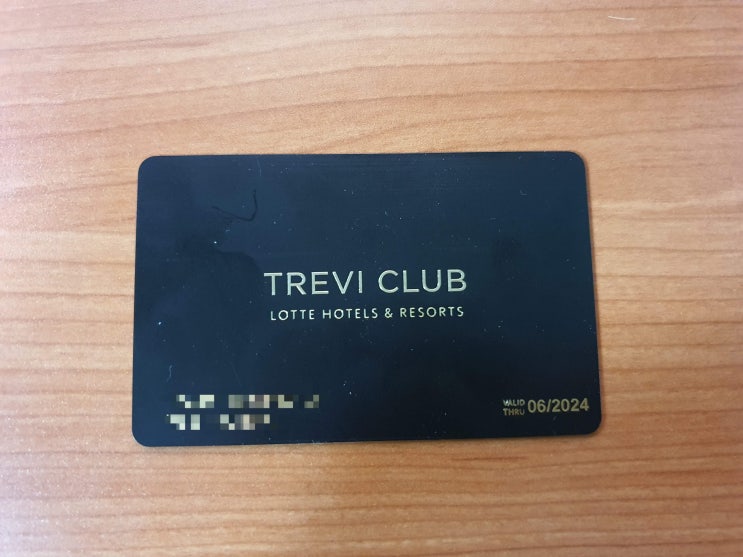 TREVI CLUB
LOTTE HOTELS & RESORTS
VALID
THRU 06/2024